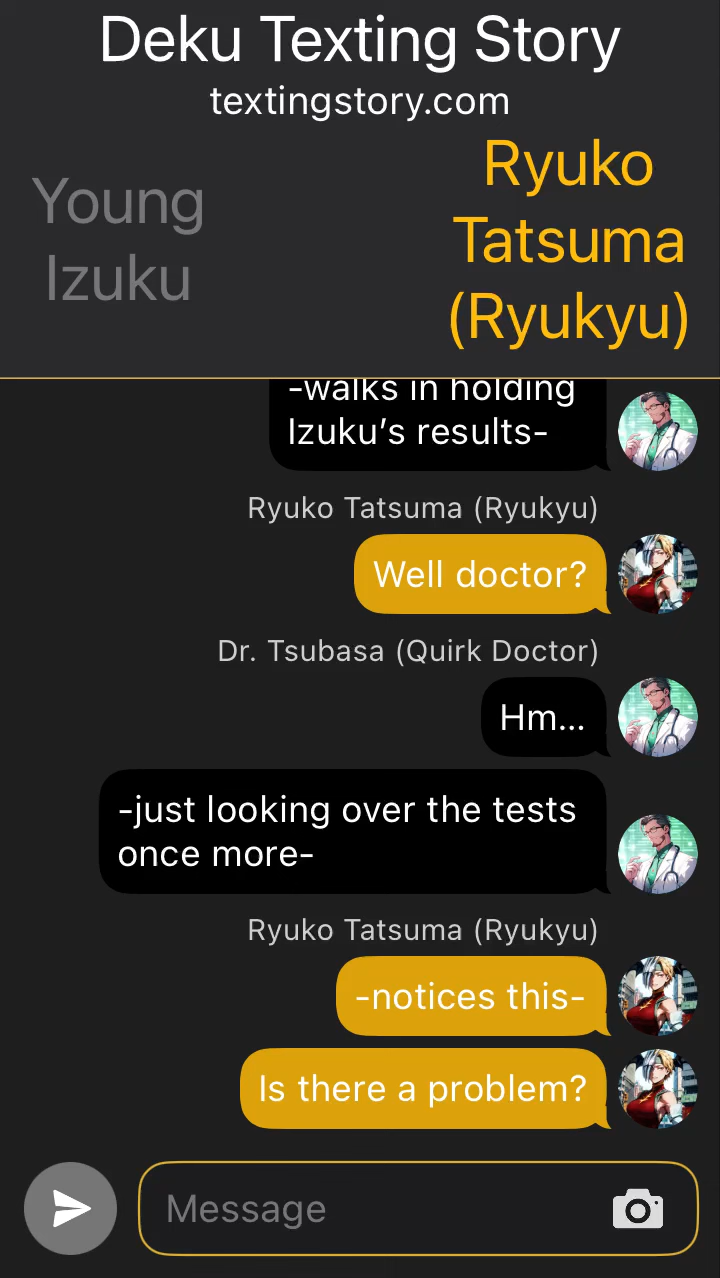 Deku Texting Story
textingstory.com
Young
Izuku
Ryuko
Tatsuma
(Ryukyu)
-walks in holding
Izuku’s results-
Ryuko Tatsuma (Ryukyu)
Well doctor?
Dr. Tsubasa (Quirk Doctor)
Hm...
-just looking over the tests
once more-
Ryuko Tatsuma (Ryukyu)
-notices this-
Is there a problem?
Message